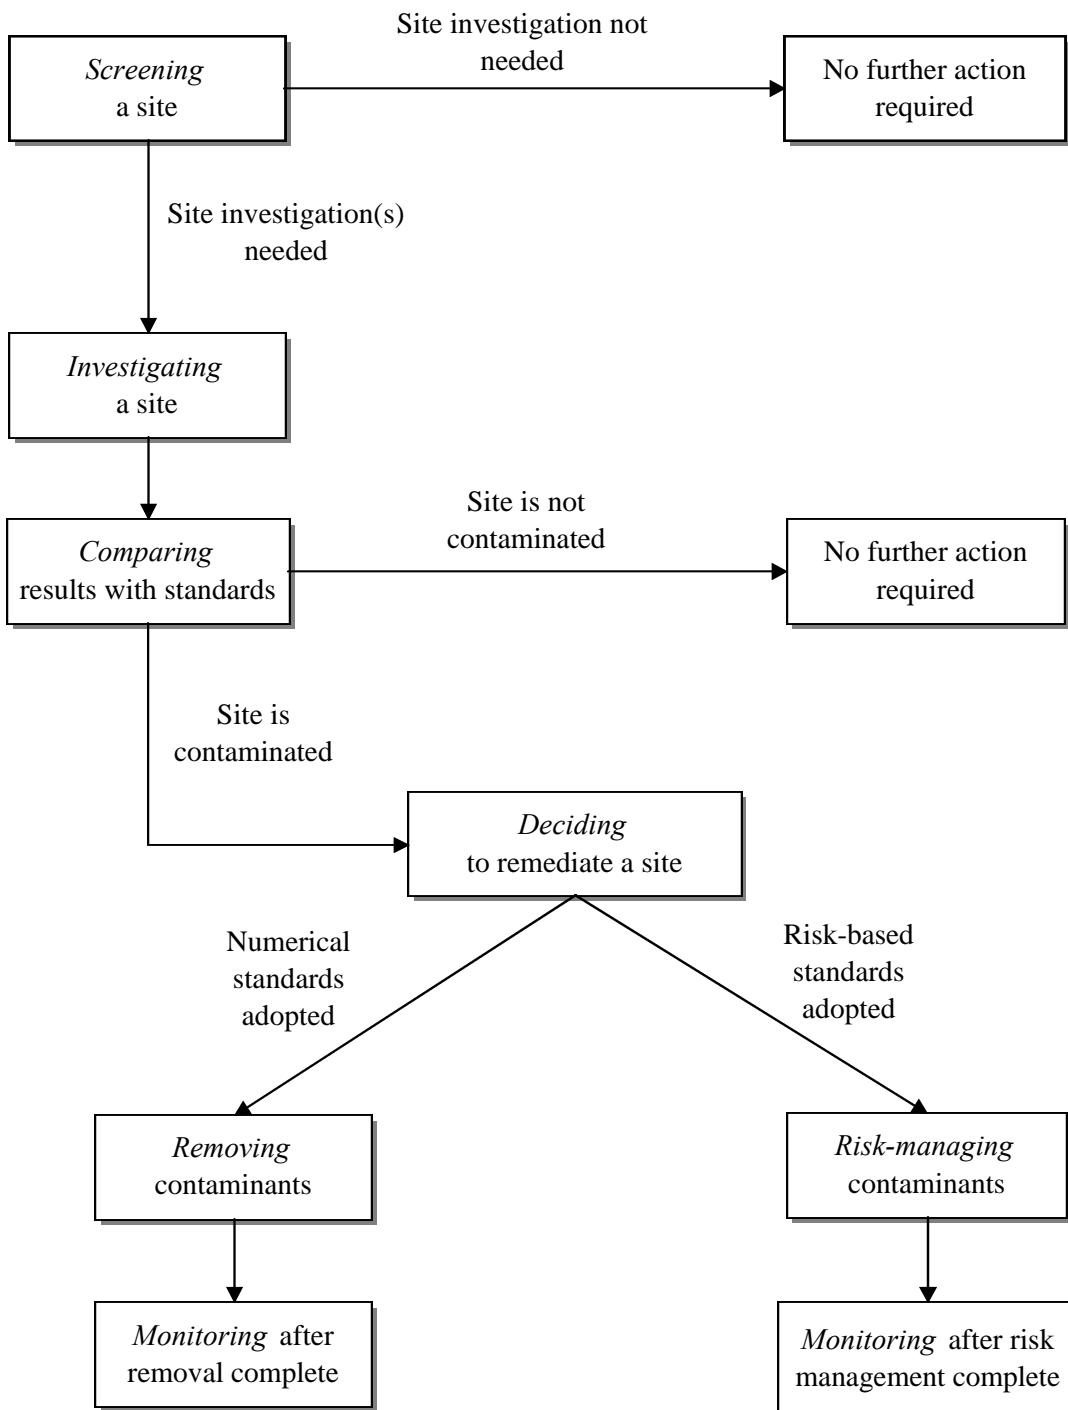 Site investigation not
needed
Screening
a site
No further action
required
Site investigation(s)
needed
Investigating
a site
Site is not
contaminated
Comparing
results with standards
No further action
required
Site is
contaminated
Deciding
to remediate a site
Numerical
standards
adopted
Risk-based
standards
adopted
Removing
contaminants
Risk-managing
contaminants
Monitoring after
removal complete
Monitoring after risk
management complete